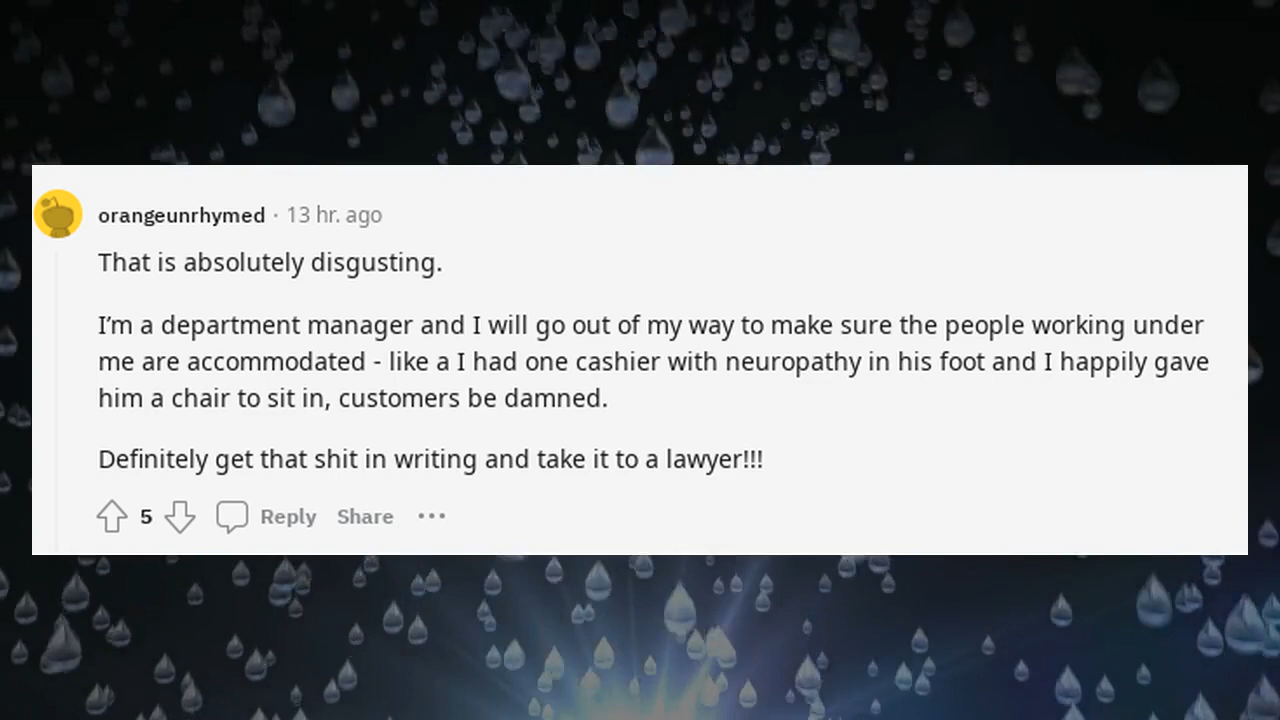 orangeunrhymed · 13 hr. ago
That is absolutely disgusting.
I'm a department manager and I will go out of my way to make sure the people working under
me are accommodated - like a I had one cashier with neuropathy in his foot and I happily gave
him a chair to sit in, customers be damned.
Definitely get that shit in writing and take it to a lawyer!!!
5 Reply Share ...